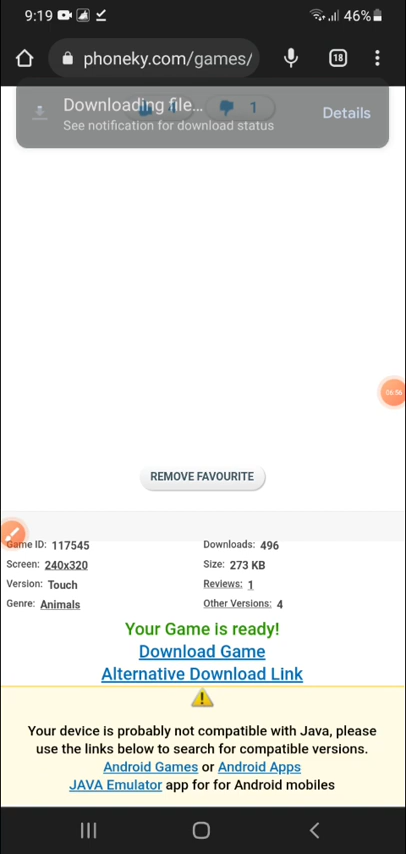 9:19 46%
phoneky.com/games/ 18
Downloading file... 1
See notification for download status
Details
06:56
REMOVE FAVOURITE
Game ID: 117545 Downloads: 496
Screen: 240x320 Size: 273 KB
Version: Touch Reviews: 1
Genre: Animals Other Versions: 4
Your Game is ready!
Download Game
Alternative Download Link
Your device is probably not compatible with Java, please
use the links below to search for compatible versions.
Android Games or Android Apps
JAVA Emulator app for for Android mobiles